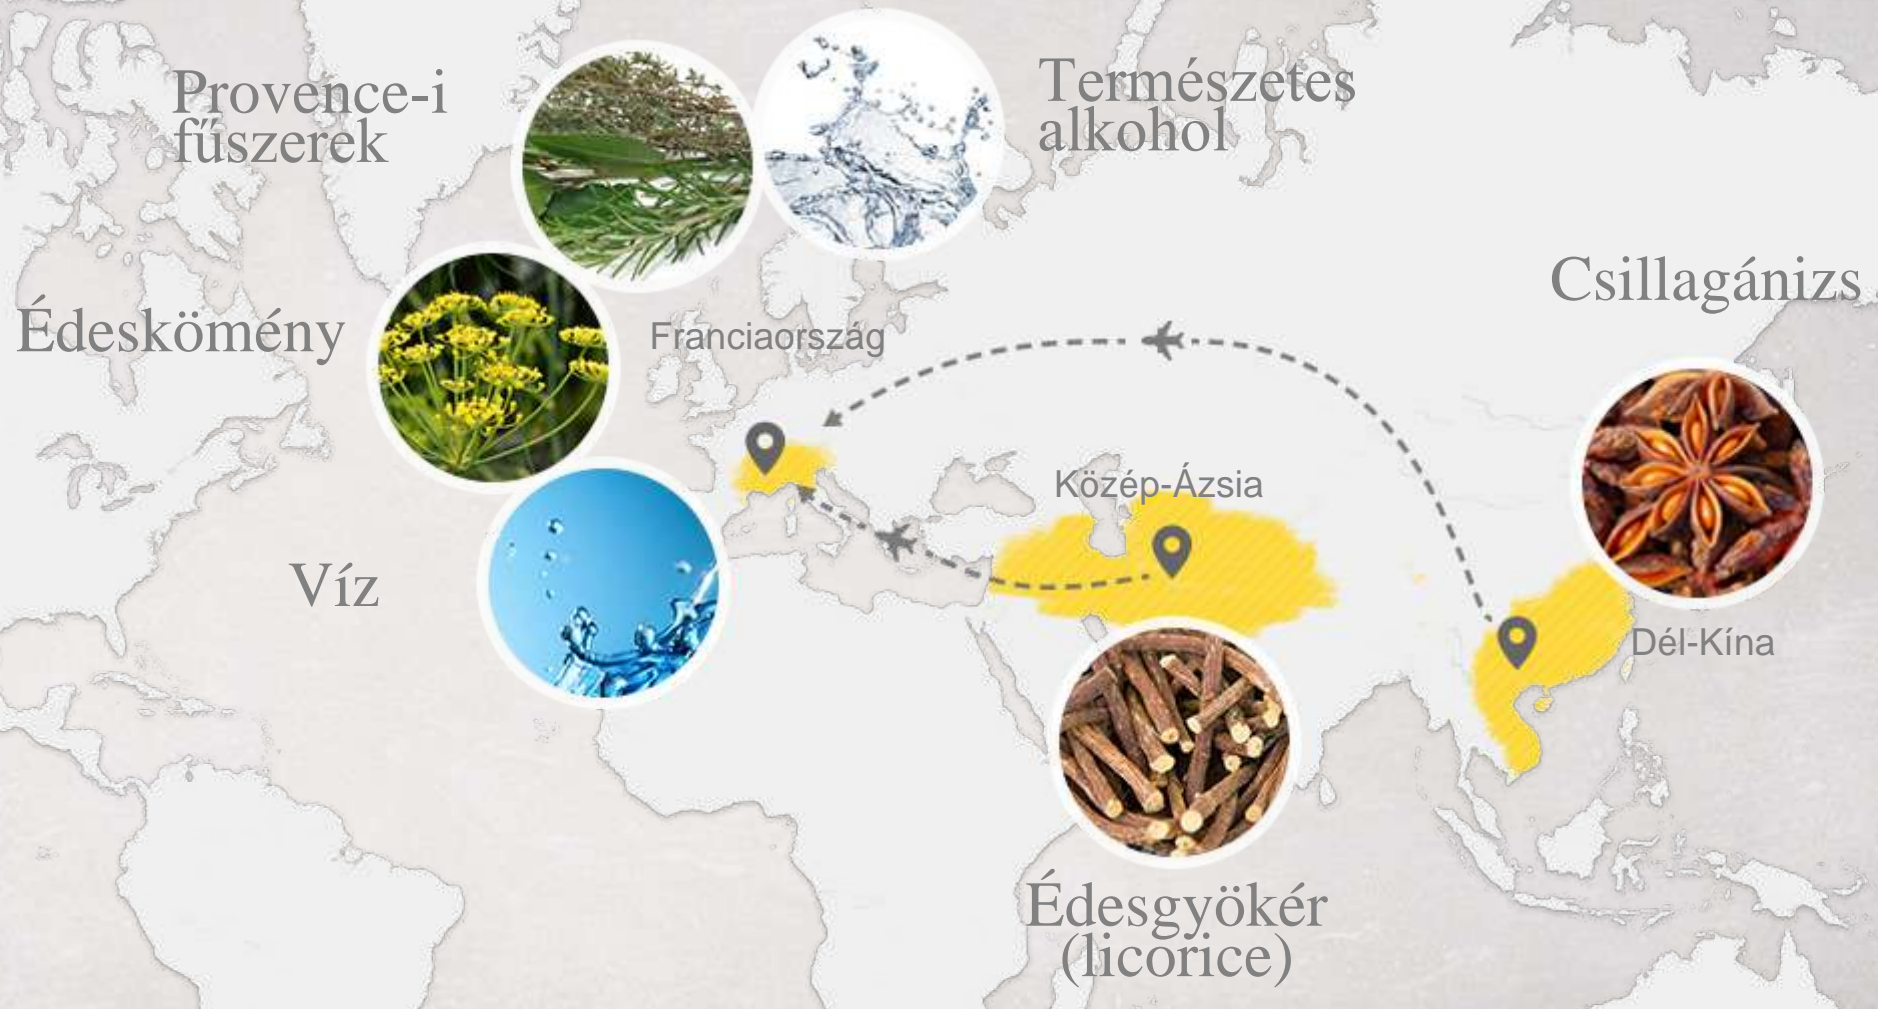 Provence-i
fűszerek
Természetes
alkohol
Csillagánizs
Édeskömény
Franciaország
Közép-Ázsia
Víz
Dél-Kína
Édesgyökér
(licorice)